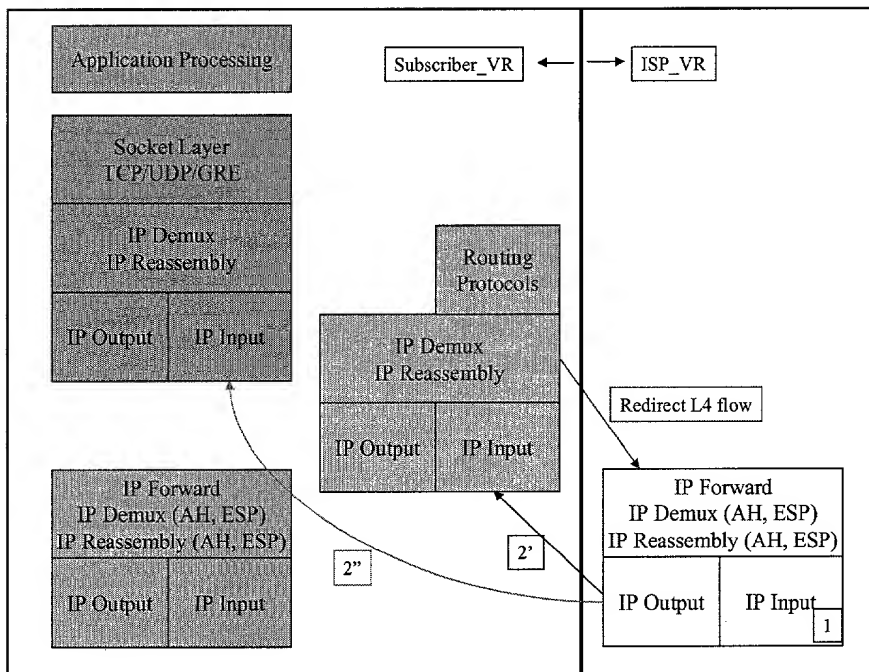 Application Processing
Subscriber_VR
ISP_VR
Socket Layer
TCP/UDP/GRE
IP Demux
IP Reassembly
IP Output
IP Input
Routing
Protocols
IP Demux
IP Reassembly
IP Output
IP Input
Redirect L4 flow
IP Forward
IP Demux (AH, ESP)
IP Reassembly (AH, ESP)
IP Output
IP Input
2”
2’
IP Forward
IP Demux (AH, ESP)
IP Reassembly (AH, ESP)
IP Output
IP Input
1